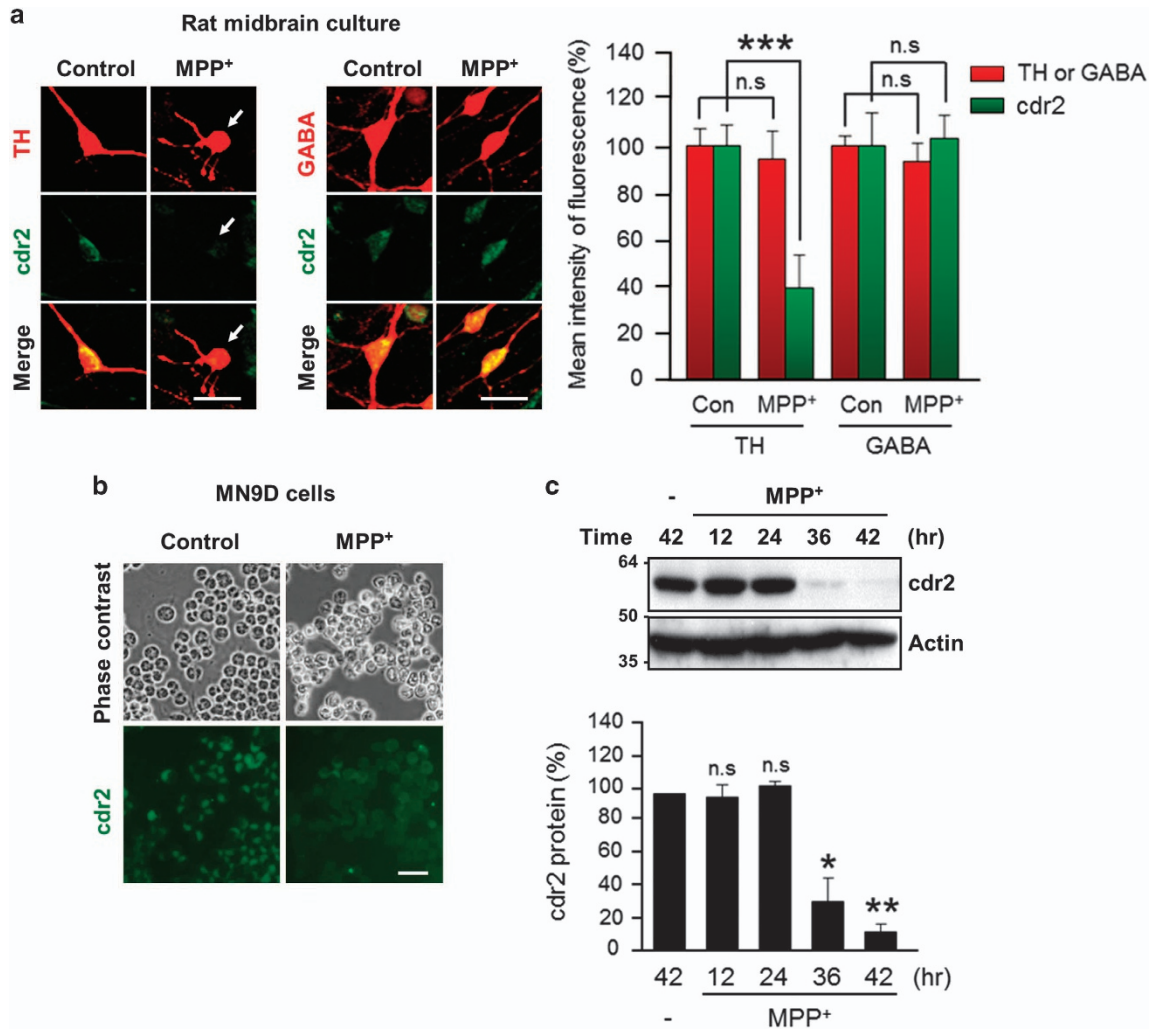 a
Rat midbrain culture
Control MPP+ Control MPP+
TH
cdr2
Merge
GABA
cdr2
Merge
Mean intensity of fluorescence (%)
140
120
100
80
60
40
20
0
***
n.s
n.s
n.s
TH or GABA
cdr2
Con MPP+ Con MPP+
TH GABA
b
MN9D cells
Control MPP+
Phase contrast
cdr2
c
- MPP+
Time 42 12 24 36 42 (hr)
64
cdr2
50
Actin
35
cdr2 protein (%)
140
120
100
80
60
40
20
0
n.s
n.s
*
**
42 12 24 36 42 (hr)
- MPP+